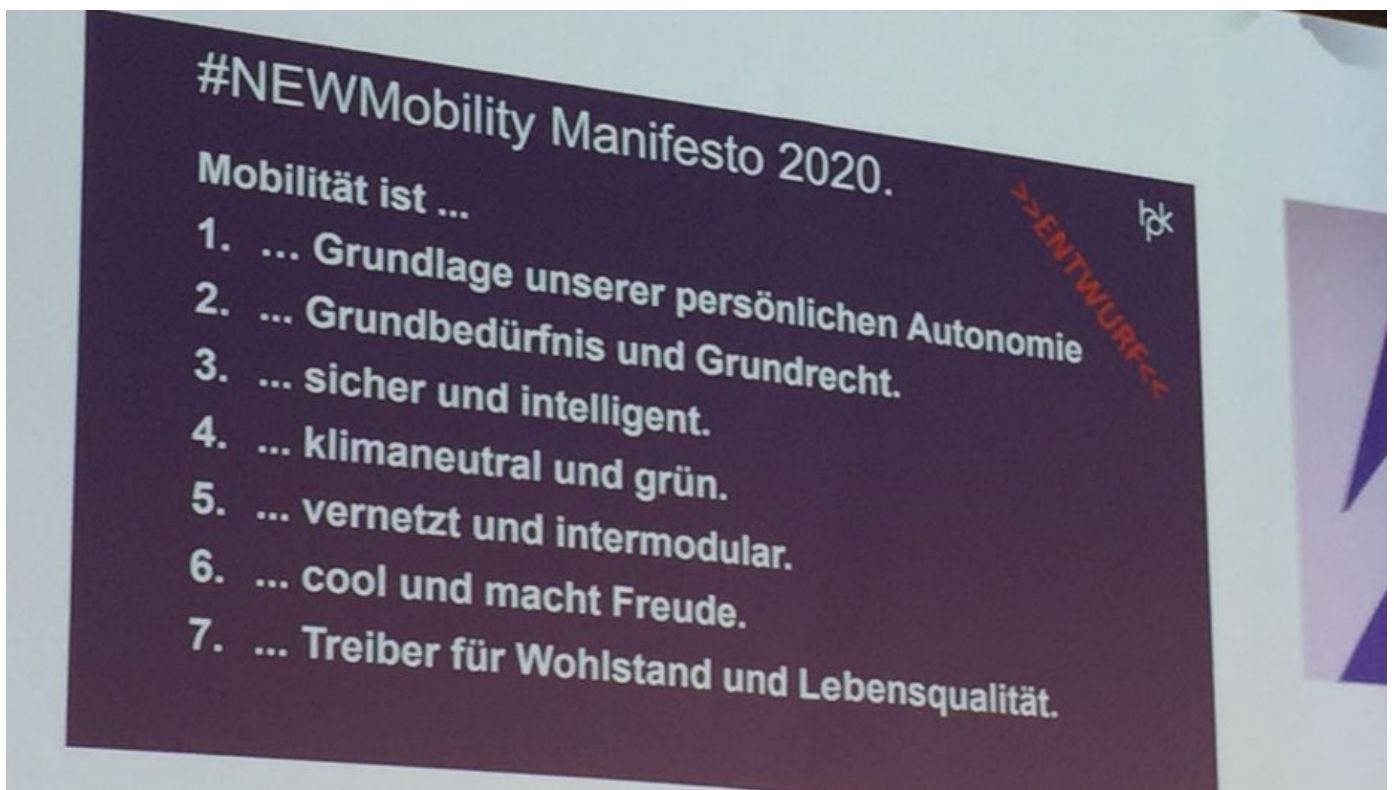 #NEWMobility Manifesto 2020.
hpk
>>ENTWURF<<
Mobilität ist ...
1. ... Grundlage unserer persönlichen Autonomie
2. ... Grundbedürfnis und Grundrecht.
3. ... sicher und intelligent.
4. ... klimaneutral und grün.
5. ... vernetzt und intermodular.
6. ... cool und macht Freude.
7. ... Treiber für Wohlstand und Lebensqualität.